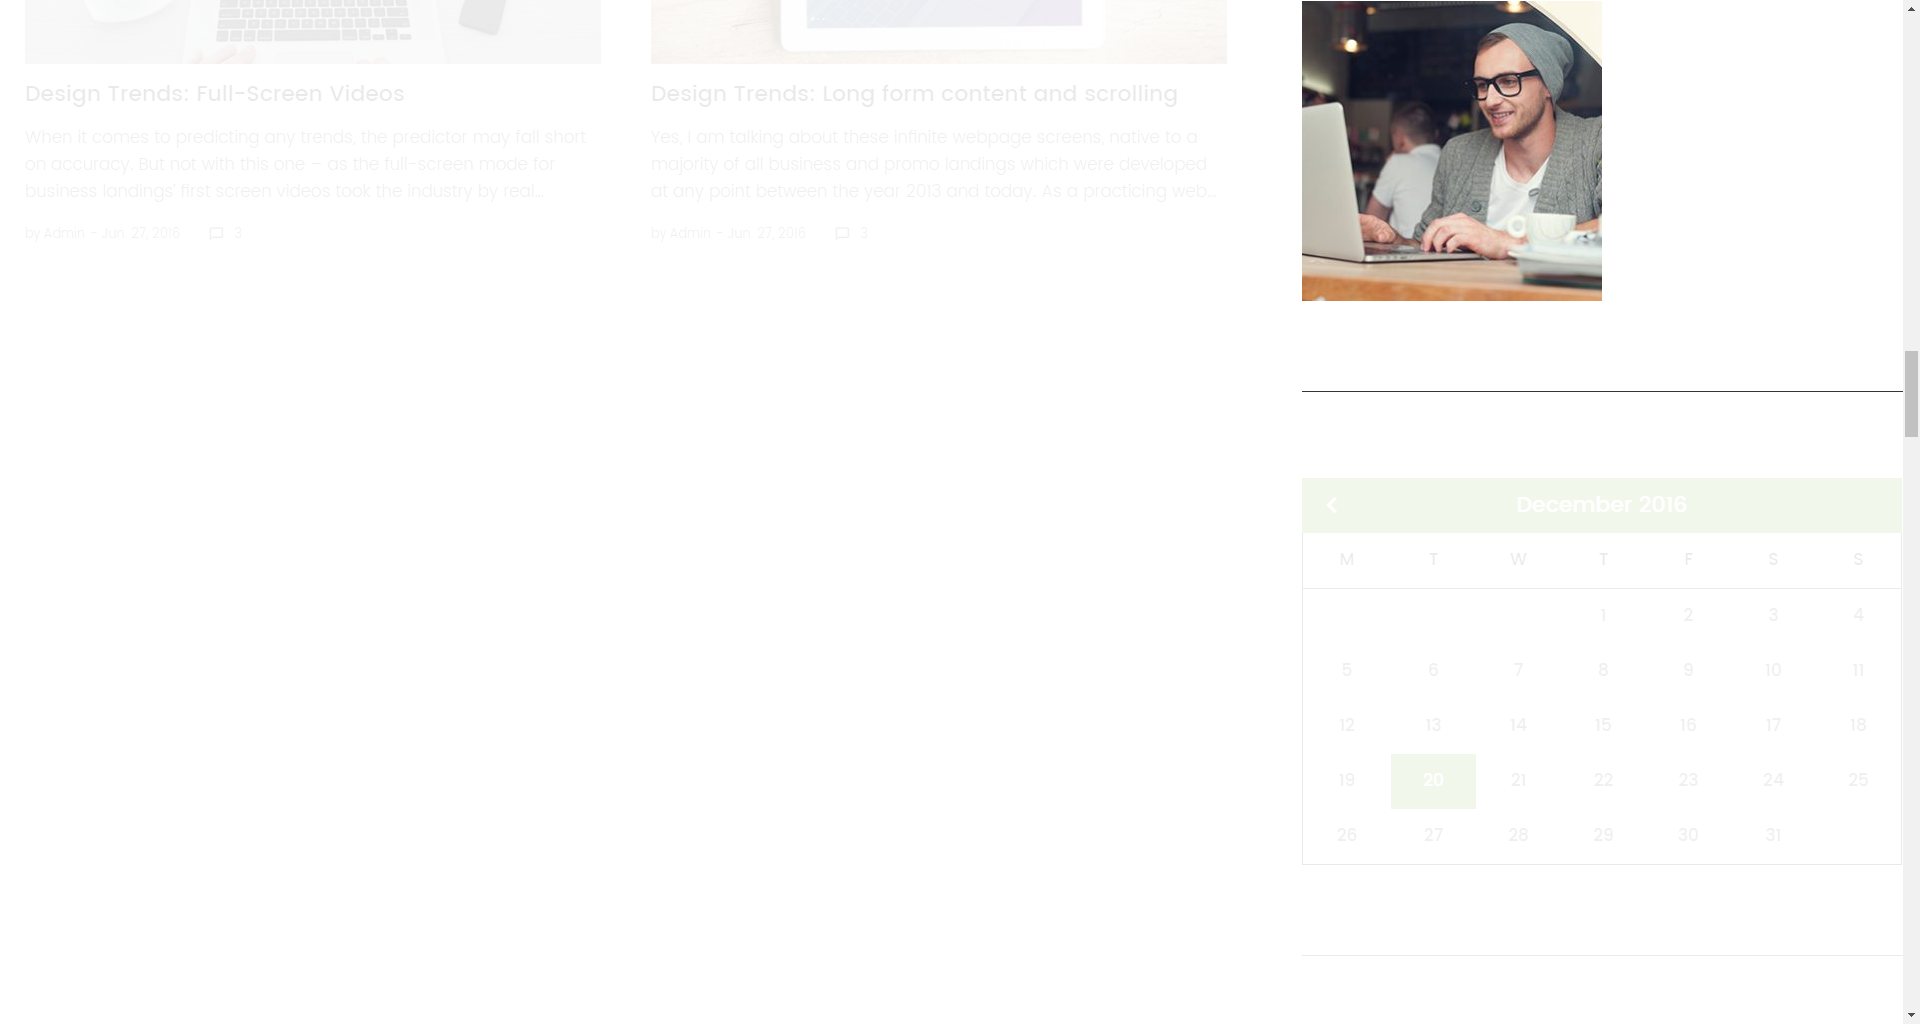 Design Trends: Full-Screen Videos
When it comes to predicting any trends, the predictor may fall short
on accuracy. But not with this one – as the full-screen mode for
business landings` first screen videos took the industry by real...
by Admin - Jun. 27, 2016 3
Design Trends: Long form content and scrolling
Yes, I am talking about these infinite webpage screens, native to a
majority of all business and promo landings which were developed
at any point between the year 2013 and today. As a practicing web...
by Admin - Jun. 27, 2016 3
December 2016
M T W T F S S
1 2 3 4
5 6 7 8 9 10 11
12 13 14 15 16 17 18
19 20 21 22 23 24 25
26 27 28 29 30 31